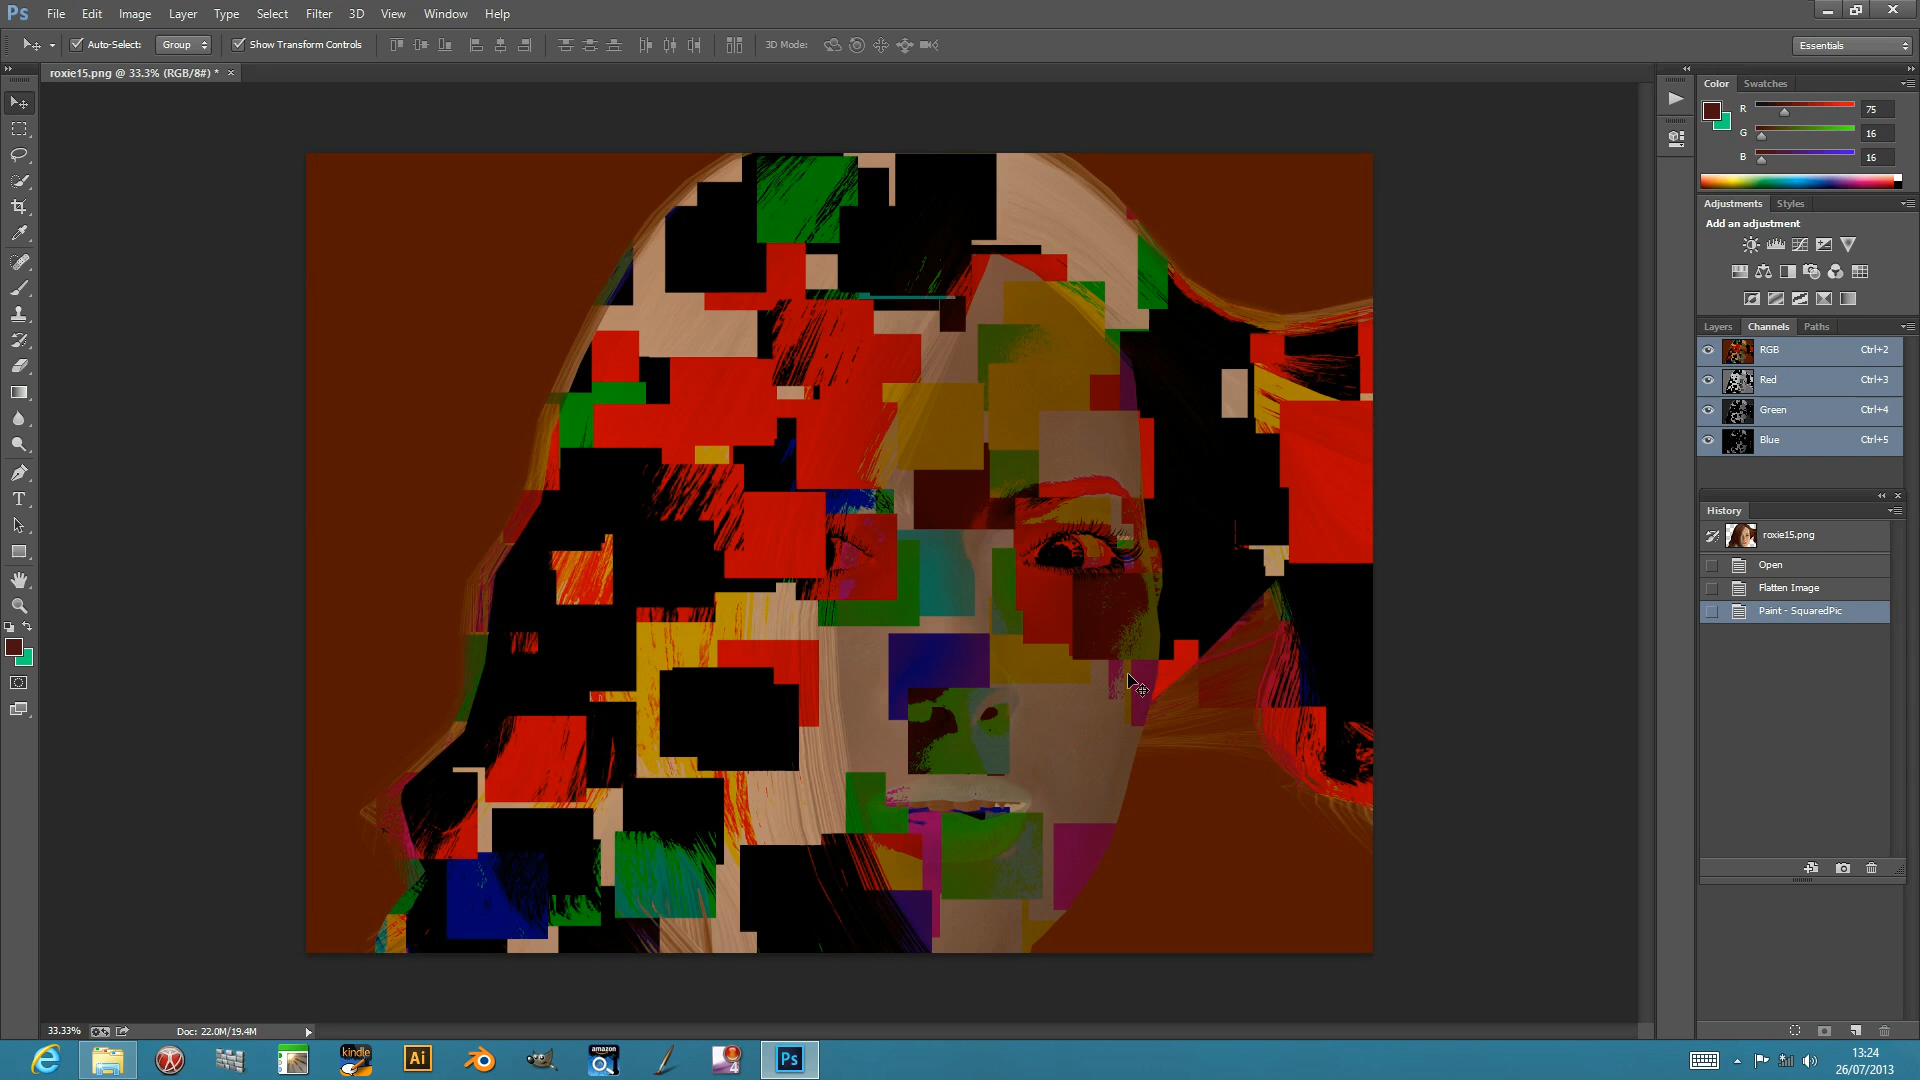 Ps File Edit Image Layer Type Select Filter 3D View Window Help
Auto-Select: Group Show Transform Controls 3D Mode: Essentials
roxie15.png @ 33.3% (RGB/8#) * ×
Color Swatches
R 75
G 16
B 16
Adjustments Styles
Add an adjustment
Layers Channels Paths
RGB Ctrl+2
Red Ctrl+3
Green Ctrl+4
Blue Ctrl+5
History
roxie15.png
Open
Flatten Image
Paint - SquaredPic
T
33.33% Doc: 22.0M/19.4M
kindle Ai amazon 4 Ps
13:24
26/07/2013